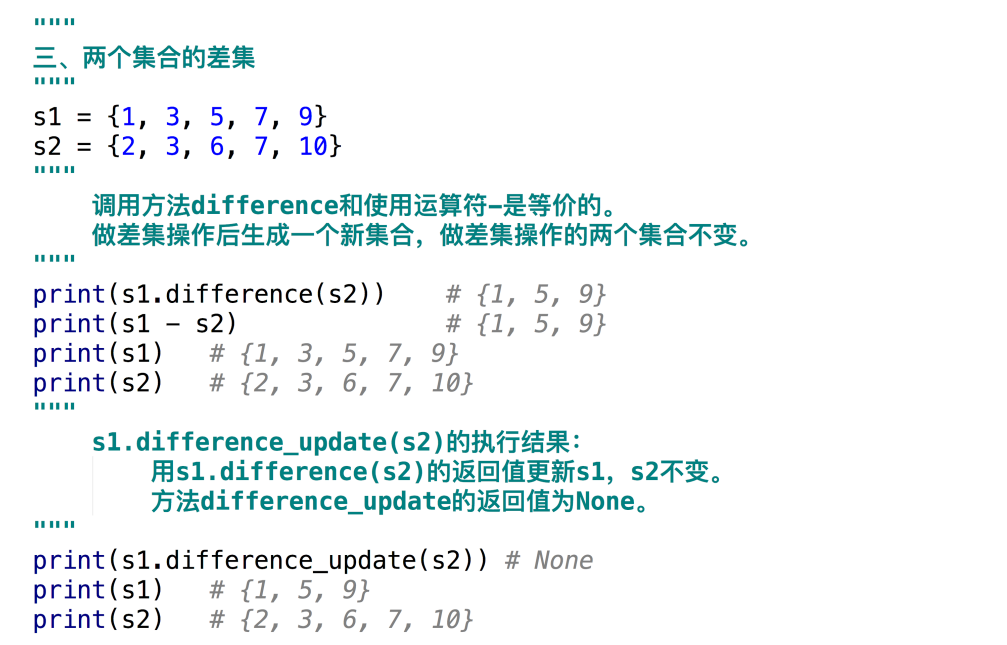 """
三、两个集合的差集
"""
s1 = {1, 3, 5, 7, 9}
s2 = {2, 3, 6, 7, 10}
"""
    调用方法difference和使用运算符-是等价的。
    做差集操作后生成一个新集合，做差集操作的两个集合不变。
"""
print(s1.difference(s2))    # {1, 5, 9}
print(s1 - s2)              # {1, 5, 9}
print(s1)   # {1, 3, 5, 7, 9}
print(s2)   # {2, 3, 6, 7, 10}
"""
    s1.difference_update(s2)的执行结果：
        用s1.difference(s2)的返回值更新s1，s2不变。
        方法difference_update的返回值为None。
"""
print(s1.difference_update(s2)) # None
print(s1)   # {1, 5, 9}
print(s2)   # {2, 3, 6, 7, 10}